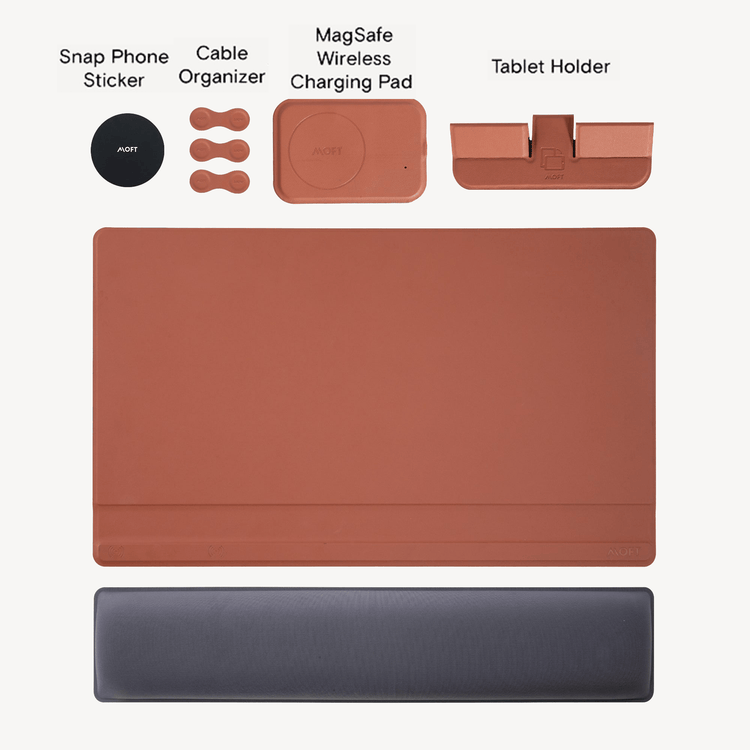 Snap Phone
Sticker
Cable
Organizer
MagSafe
Wireless
Charging Pad
Tablet Holder
MOFT
MOFT
MOFT
MOFT